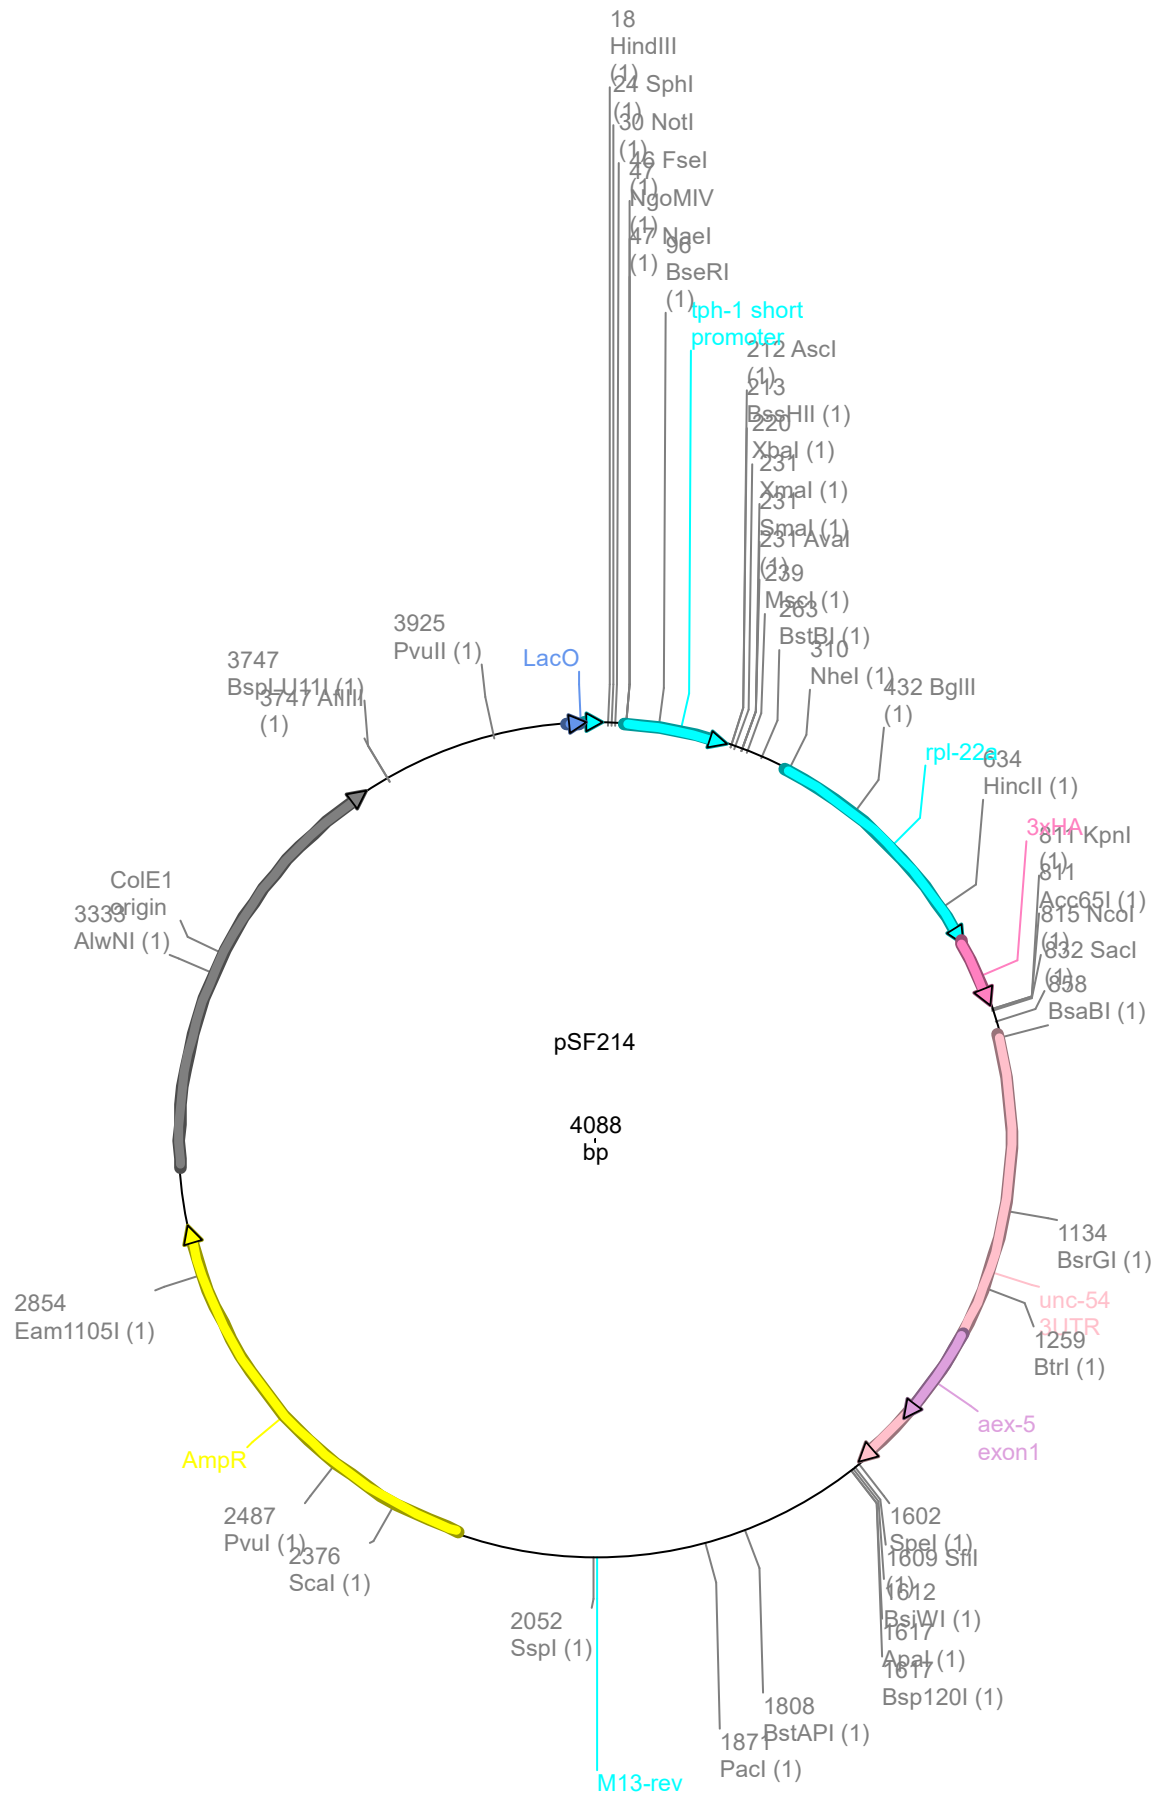 18
HindIII
(1)
24 SphI
(1)
30 NotI
(1)
46 FseI
(1)
47
NgoMIV
(1)
47 NaeI
(1)
96
BseRI
(1)
tph-1 short
promoter
212 AscI
(1)
213
BssHII (1)
220
XbaI (1)
231
XmaI (1)
231
SmaI (1)
231 AvaI
(1)
239
MscI (1)
263
BstBI (1)
310
NheI (1)
432 BglII
(1)
rpl-22a
634
HincII (1)
3xHA
811 KpnI
(1)
811
Acc65I (1)
815 NcoI
(1)
832 SacI
(1)
858
BsaBI (1)
1134
BsrGI (1)
unc-54
3UTR
1259
BtrI (1)
aex-5
exon1
1602
SpeI (1)
1609 SfiI
(1)
1612
BsiWI (1)
1617
ApaI (1)
1617
Bsp120I (1)
1808
BstAPI (1)
1871
PacI (1)
M13-rev
2052
SspI (1)
2376
ScaI (1)
2487
PvuI (1)
AmpR
2854
Eam1105I (1)
3333
AlwNI (1)
ColE1
origin
3747
BspLU11I (1)
3747 AflIII
(1)
3925
PvuII (1)
LacO
pSF214
4088
bp